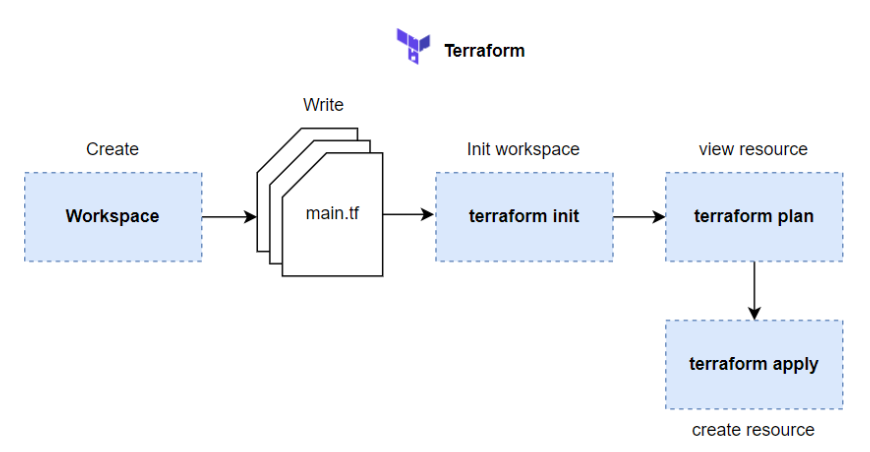 Terraform
Write
Create
Init workspace
view resource
Workspace
main.tf
terraform init
terraform plan
terraform apply
create resource